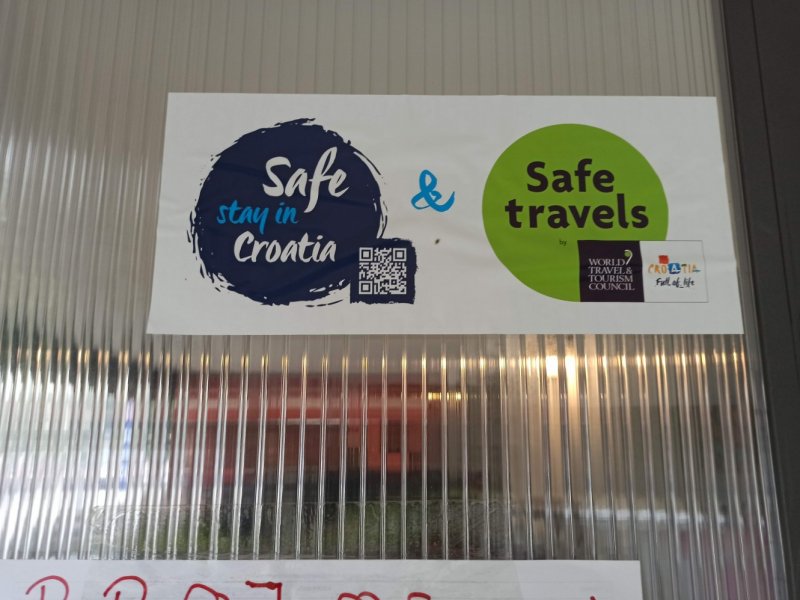 Safe
stay in
Croatia
&
Safe
travels
by
WORLD
TRAVEL &
TOURISM
COUNCIL
CROATIA
Full of life